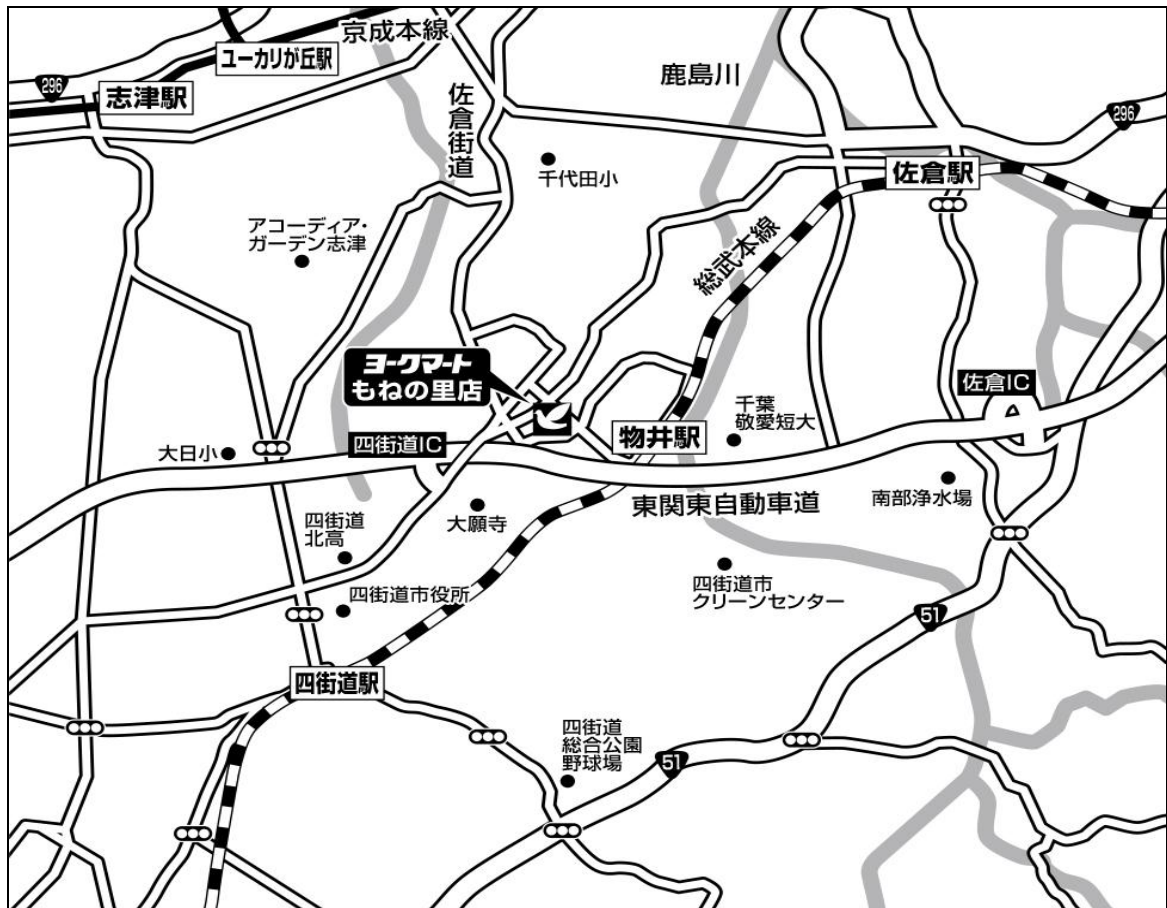 京成本線
ユーカリが丘駅
296
志津駅
佐倉街道
鹿島川
296
千代田小
佐倉駅
アコーディア・
ガーデン志津
総武本線
ヨークマート
もねの里店
佐倉IC
千葉
敬愛短大
物井駅
四街道IC
大日小
南部浄水場
東関東自動車道
大願寺
四街道
北高
四街道市
クリーンセンター
四街道市役所
51
四街道駅
四街道
総合公園
野球場
51